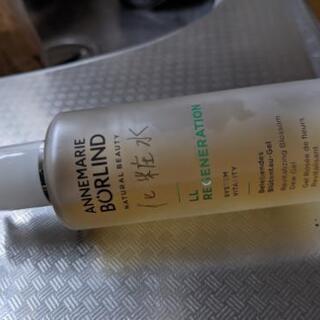 ANNEMARIE
BÖRLIND
NATURAL BEAUTY
化粧水
LL
REGENERATION
SYSTEM
VITALITY
Belebendes
Blütentau-Gel
Revitalizing Blossom
Dew Gel
Gel Rosée de fleurs
Revitalisant